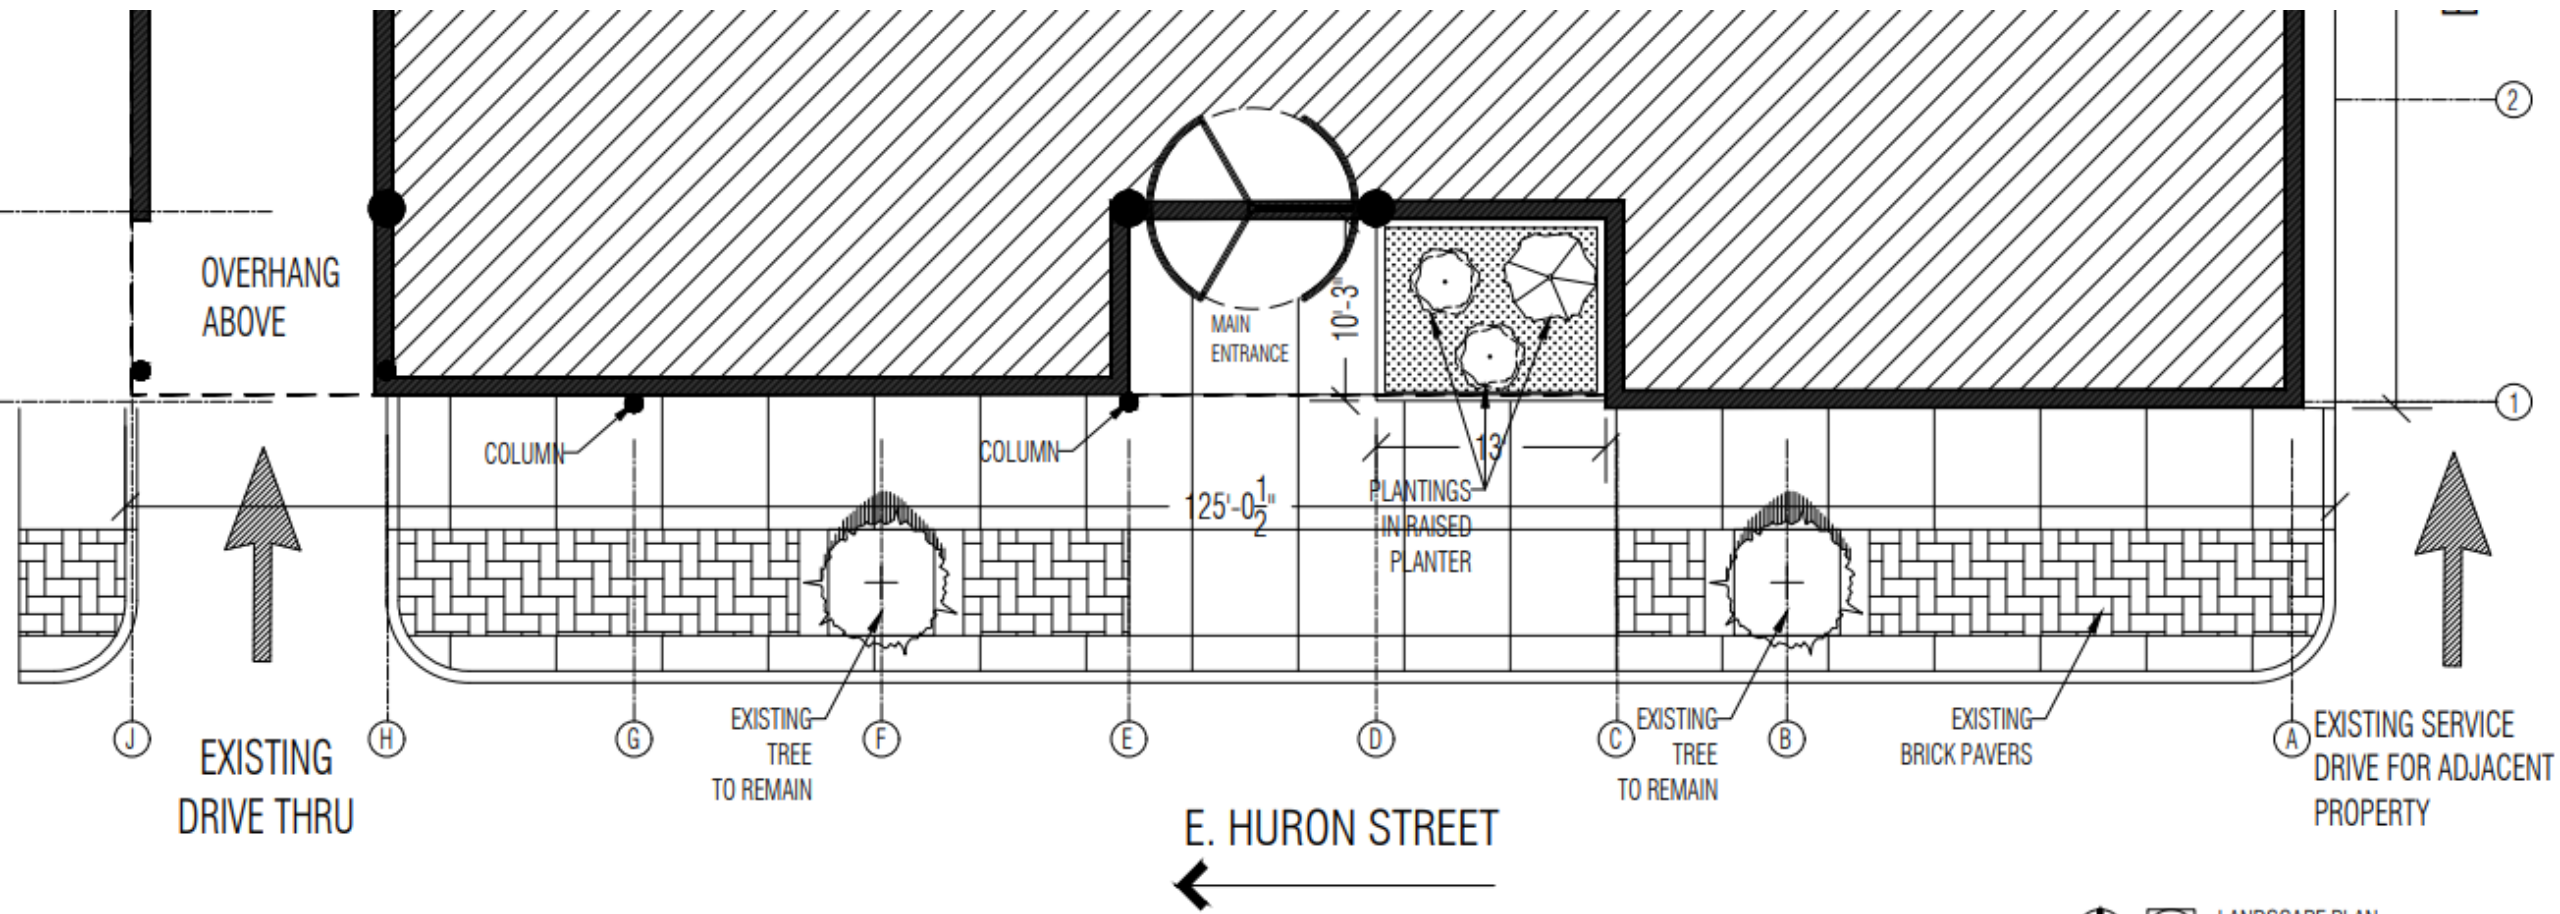 2
OVERHANG
ABOVE
MAIN
ENTRANCE
10'-3"
1
COLUMN
COLUMN
13'
125'-0 1/2"
PLANTINGS
IN RAISED
PLANTER
J
H
G
F
E
D
C
B
A
EXISTING
DRIVE THRU
EXISTING
TREE
TO REMAIN
EXISTING
TREE
TO REMAIN
EXISTING
BRICK PAVERS
EXISTING SERVICE
DRIVE FOR ADJACENT
PROPERTY
E. HURON STREET
LANDSCAPE PLAN